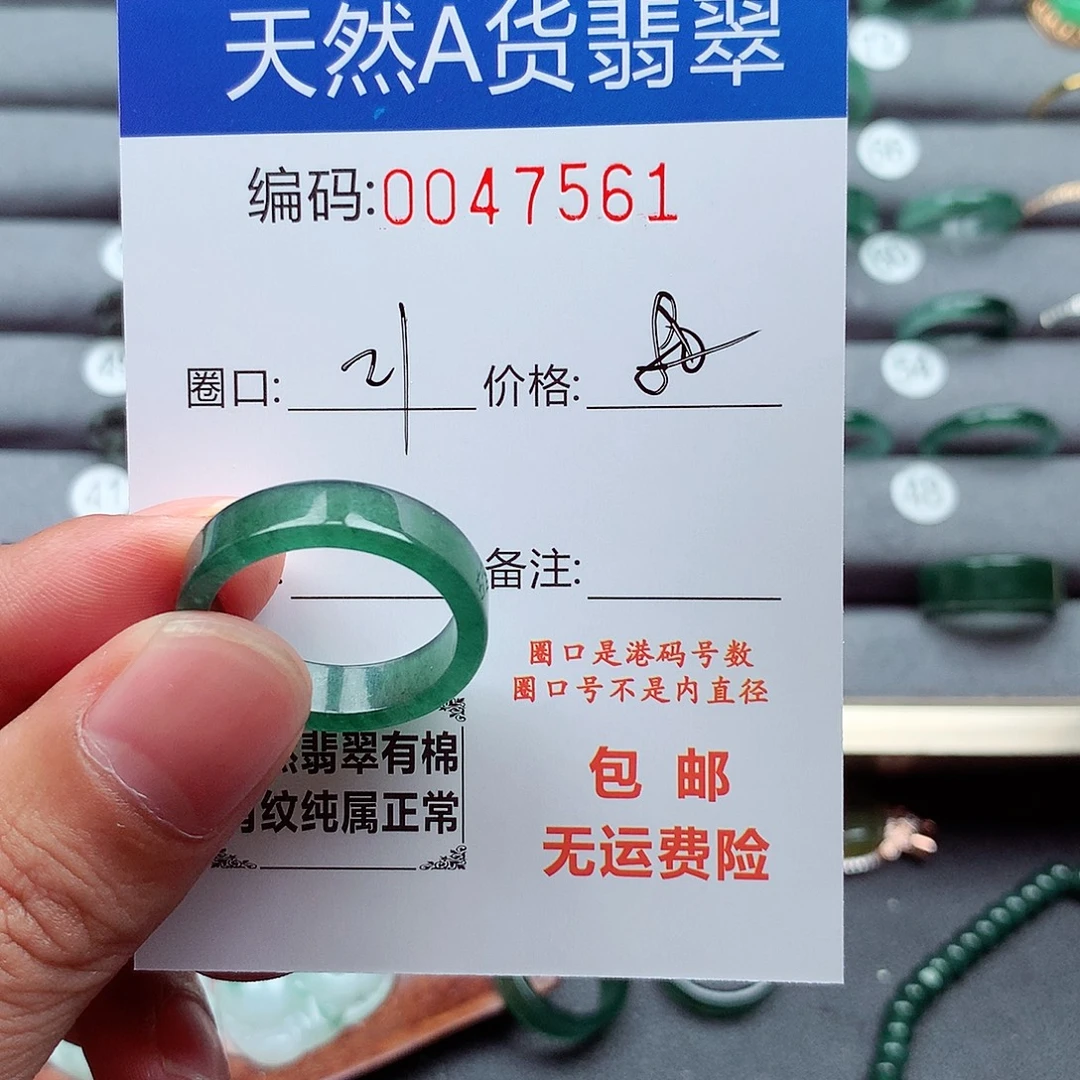 天然A货翡翠
编码:0047561
圈口: 21 价格:
备注:
圈口是港码号数
圈口号不是内直径
翡翠有棉
纹纯属正常
包邮
无运费险
48
41